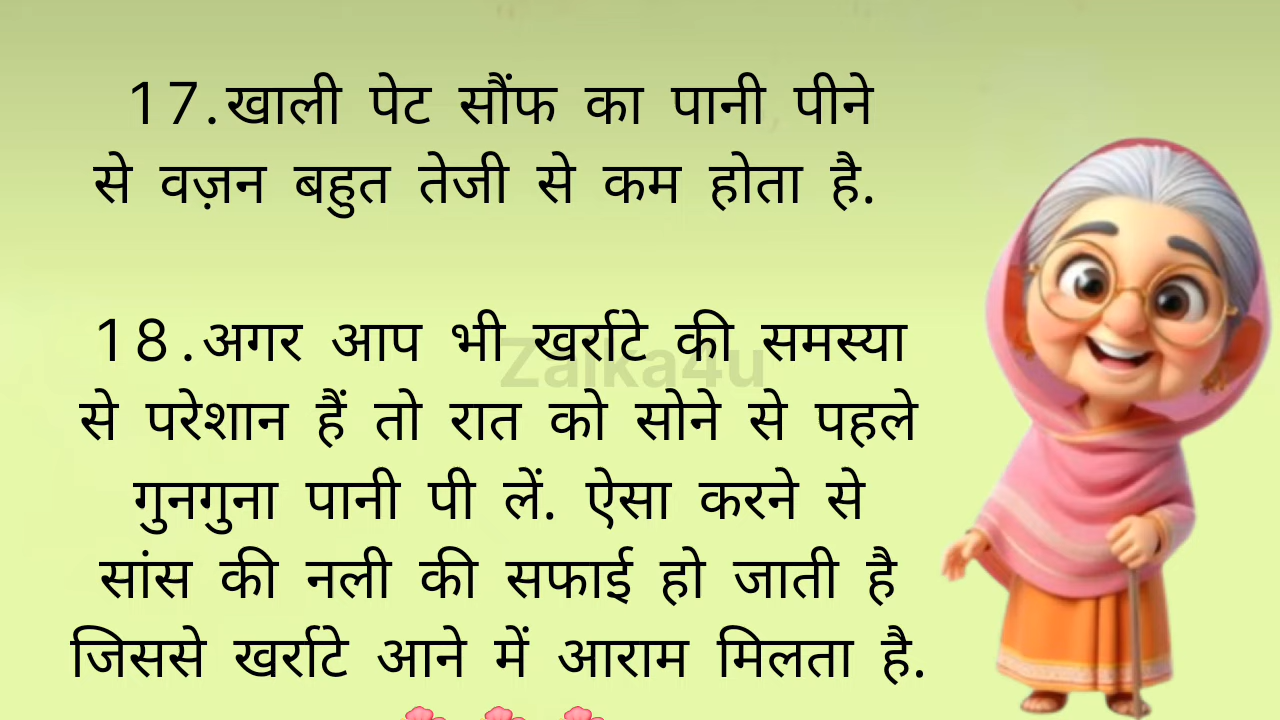 17.खाली पेट सौंफ का पानी पीने
से वज़न बहुत तेजी से कम होता है.
18.अगर आप भी खर्राटे की समस्या
से परेशान हैं तो रात को सोने से पहले
गुनगुना पानी पी लें. ऐसा करने से
सांस की नली की सफाई हो जाती है
जिससे खर्राटे आने में आराम मिलता है.
Zaika4u